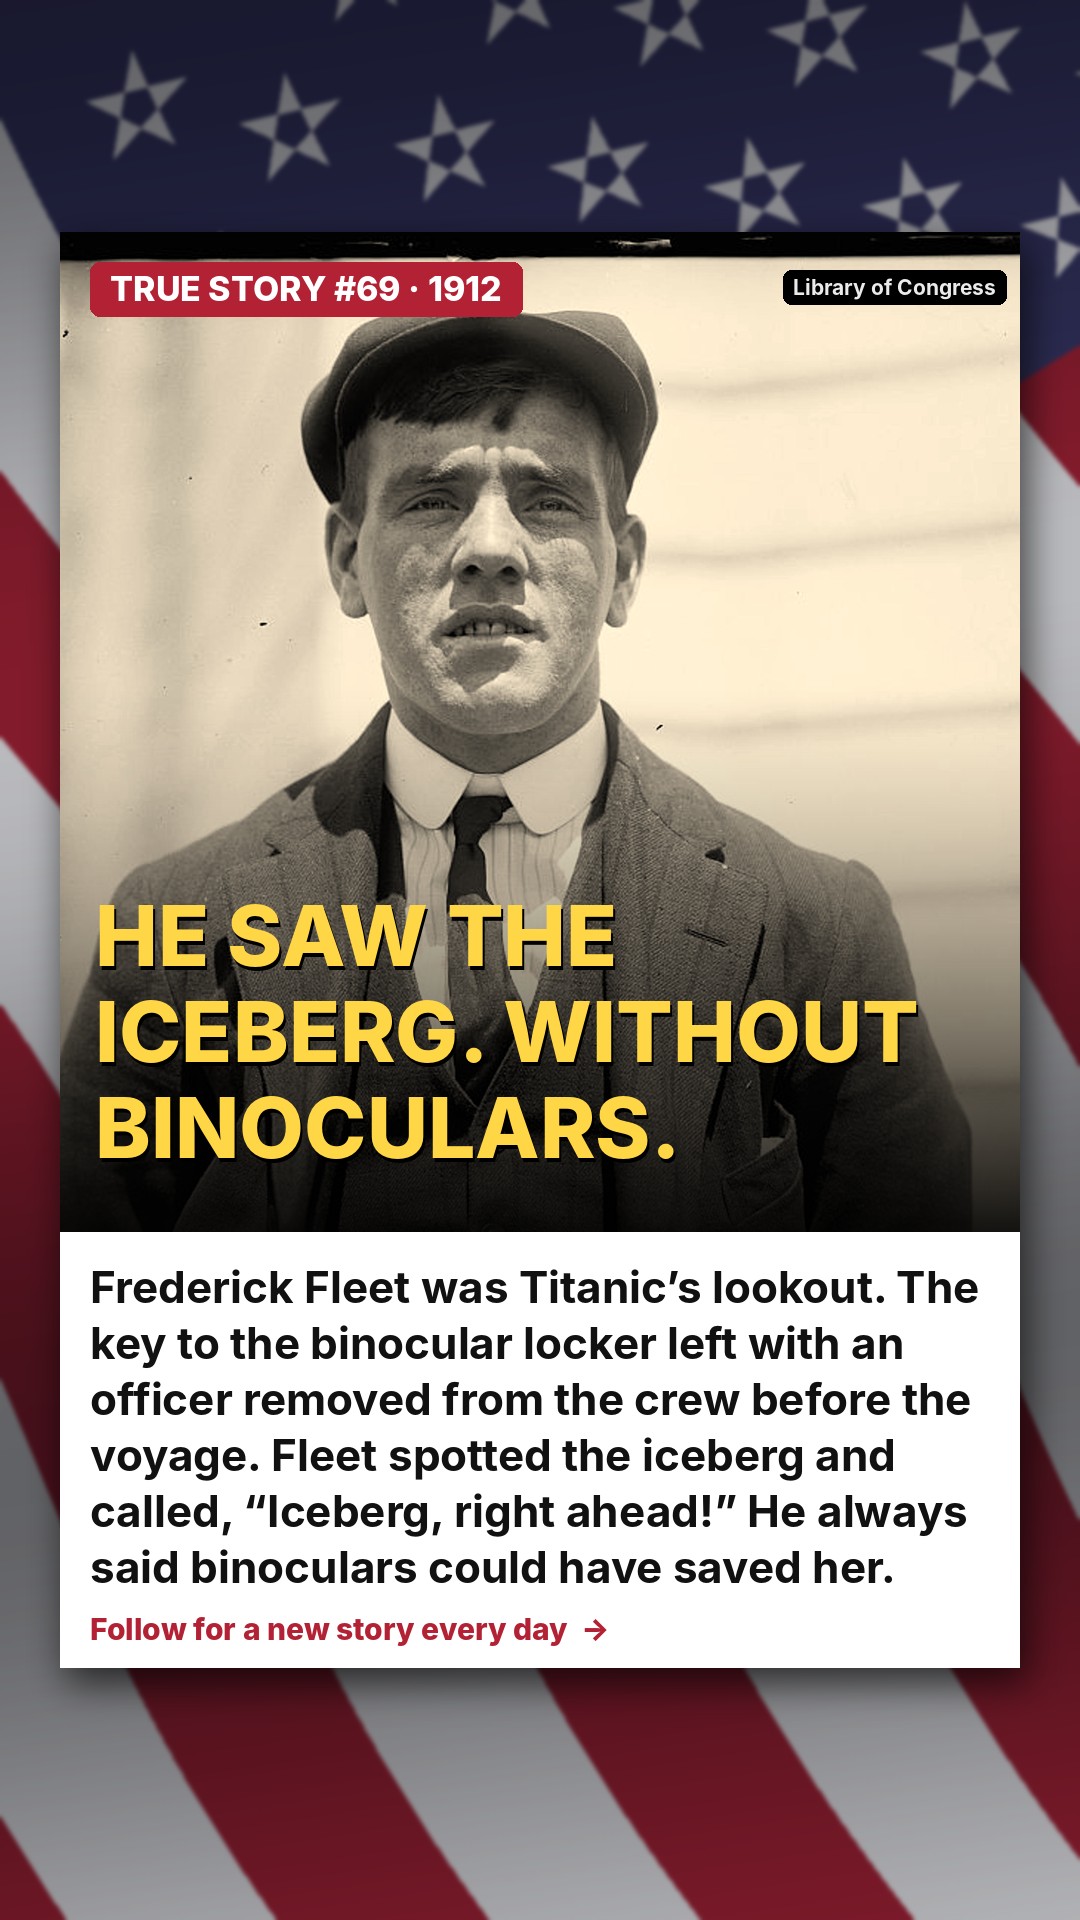 TRUE STORY #69 · 1912
Library of Congress
HE SAW THE
ICEBERG. WITHOUT
BINOCULARS.
Frederick Fleet was Titanic’s lookout. The
key to the binocular locker left with an
officer removed from the crew before the
voyage. Fleet spotted the iceberg and
called, “Iceberg, right ahead!” He always
said binoculars could have saved her.
Follow for a new story every day →